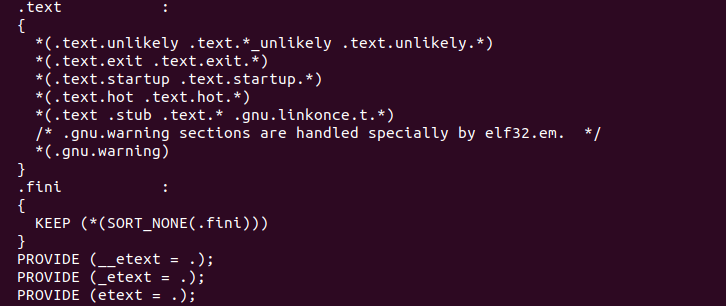 .text           :
{
  *(.text.unlikely .text.*_unlikely .text.unlikely.*)
  *(.text.exit .text.exit.*)
  *(.text.startup .text.startup.*)
  *(.text.hot .text.hot.*)
  *(.text .stub .text.* .gnu.linkonce.t.*)
  /* .gnu.warning sections are handled specially by elf32.em.  */
  *(.gnu.warning)
}
.fini           :
{
  KEEP (*(SORT_NONE(.fini)))
}
PROVIDE (__etext = .);
PROVIDE (_etext = .);
PROVIDE (etext = .);